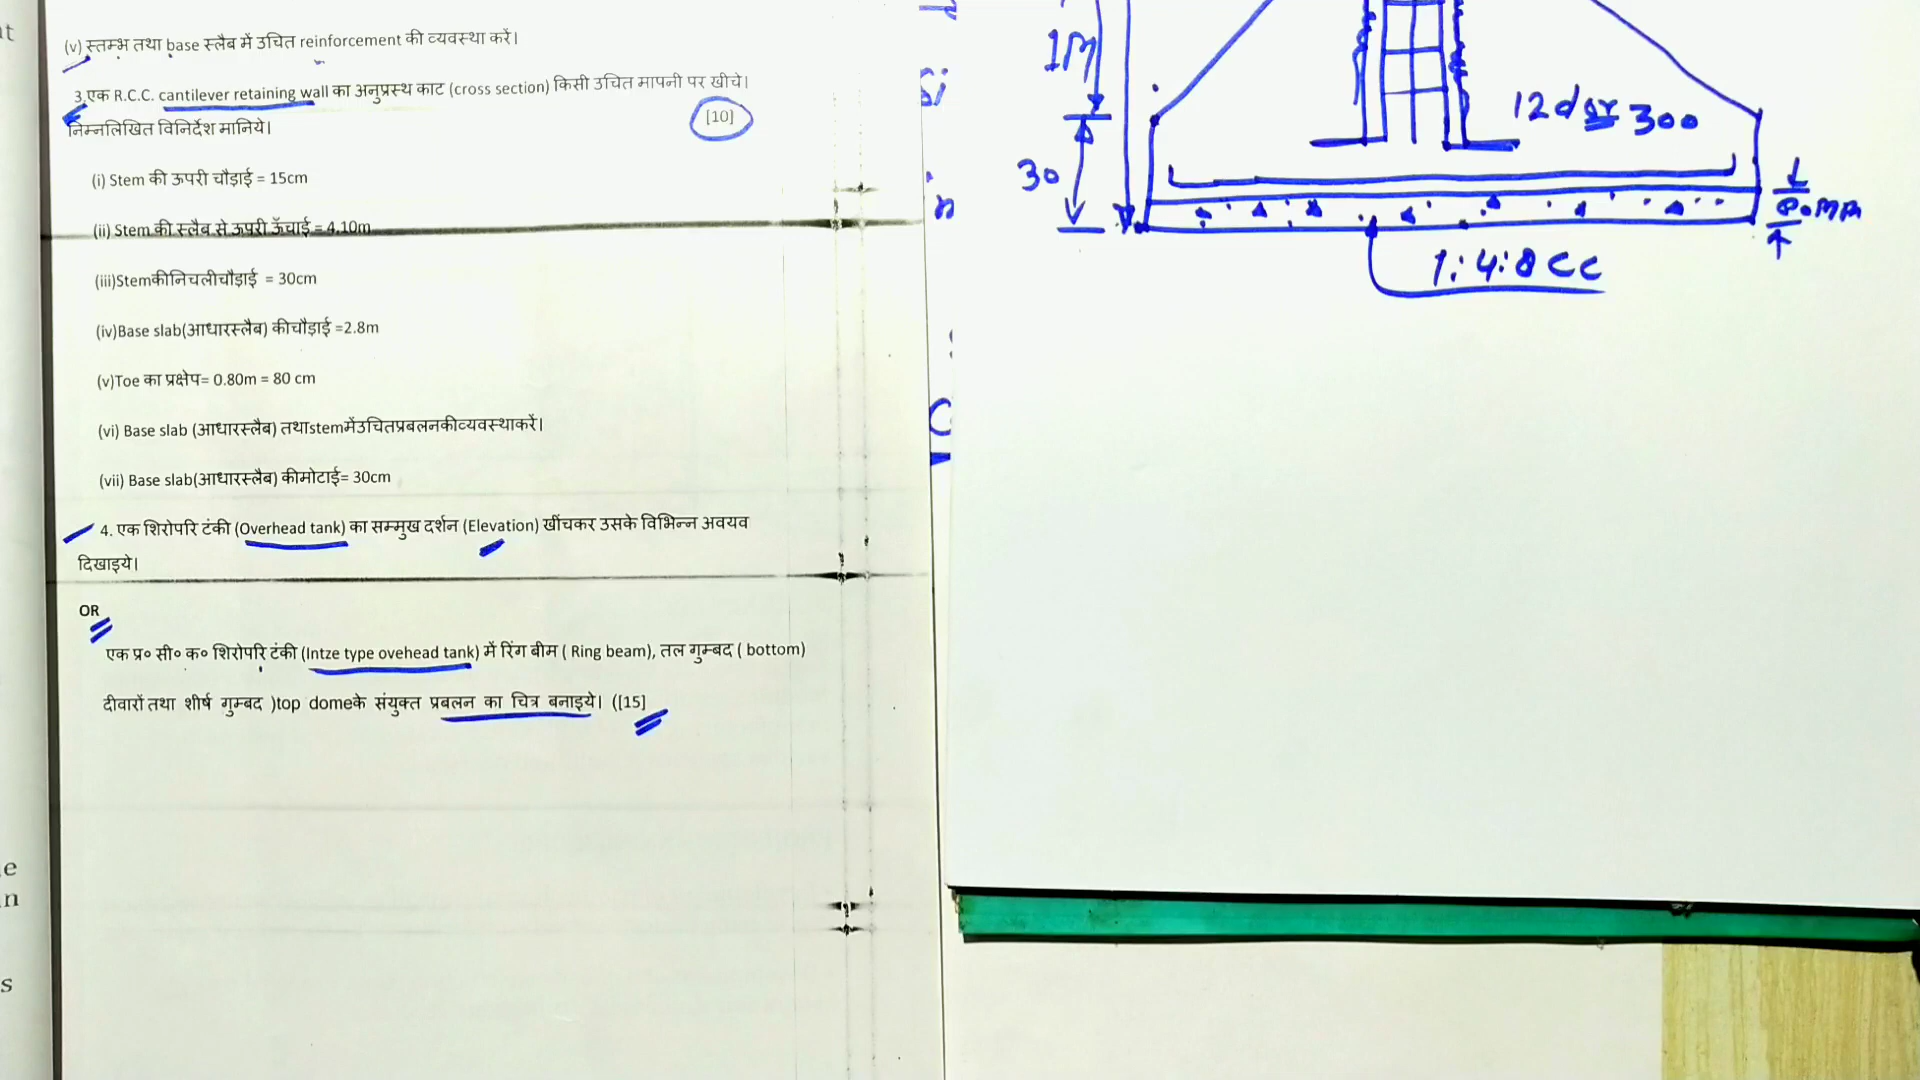 (v) स्तम्भ तथा base स्लैब में उचित reinforcement की व्यवस्था करें।
3.एक R.C.C. cantilever retaining wall का अनुप्रस्थ काट (cross section) किसी उचित मापनी पर खीचे।
निम्नलिखित विनिर्देश मानिये।
[10]
(i) Stem की ऊपरी चौड़ाई = 15cm
(ii) Stem की स्लैब से ऊपरी ऊँचाई = 4.10m
(iii)Stemकीनिचलीचौड़ाई = 30cm
(iv)Base slab(आधारस्लैब) कीचौड़ाई =2.8m
(v)Toe का प्रक्षेप= 0.80m = 80 cm
(vi) Base slab (आधारस्लैब) तथाstemमेंउचितप्रबलनकीव्यवस्थाकरें।
(vii) Base slab(आधारस्लैब) कीमोटाई= 30cm
4. एक शिरोपरि टंकी (Overhead tank) का सम्मुख दर्शन (Elevation) खींचकर उसके विभिन्न अवयव
दिखाइये।
OR
एक प्र० सी० क० शिरोपरि टंकी (Intze type ovehead tank) में रिंग बीम ( Ring beam), तल गुम्बद ( bottom)
दीवारों तथा शीर्ष गुम्बद )top domeके संयुक्त प्रबलन का चित्र बनाइये। ([15]
1M
30
300
1:4:8 CC